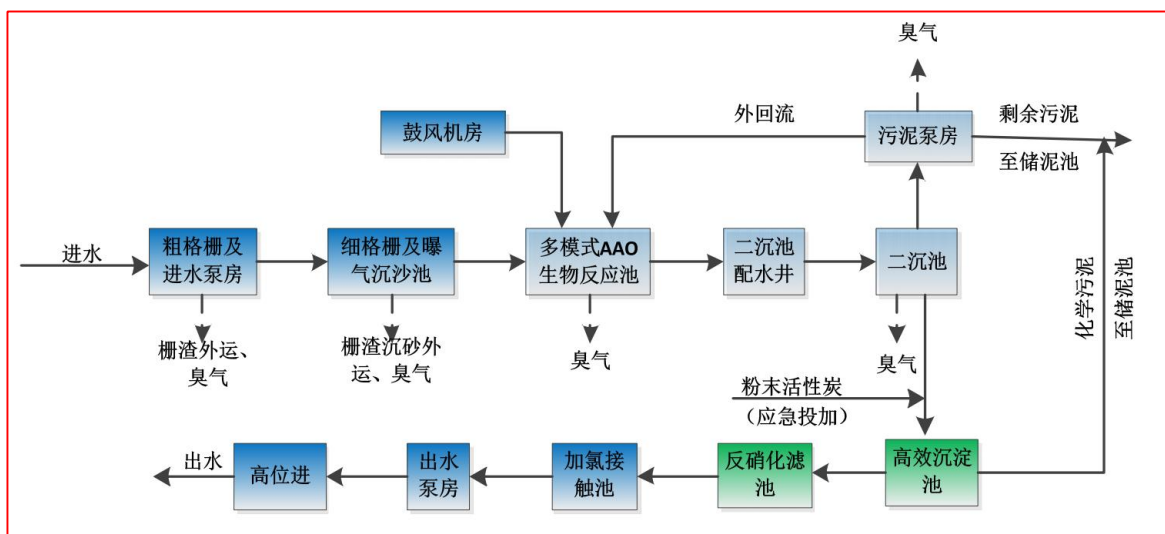 臭气
鼓风机房
外回流
污泥泵房
剩余污泥
至储泥池
进水
粗格栅及
进水泵房
细格栅及曝
气沉沙池
多模式AAO
生物反应池
二沉池
配水井
二沉池
化学污泥
至储泥池
栅渣外运、
臭气
栅渣沉砂外
运、臭气
臭气
臭气
粉末活性炭
（应急投加）
出水
高位进
出水
泵房
加氯接
触池
反硝化滤
池
高效沉淀
池